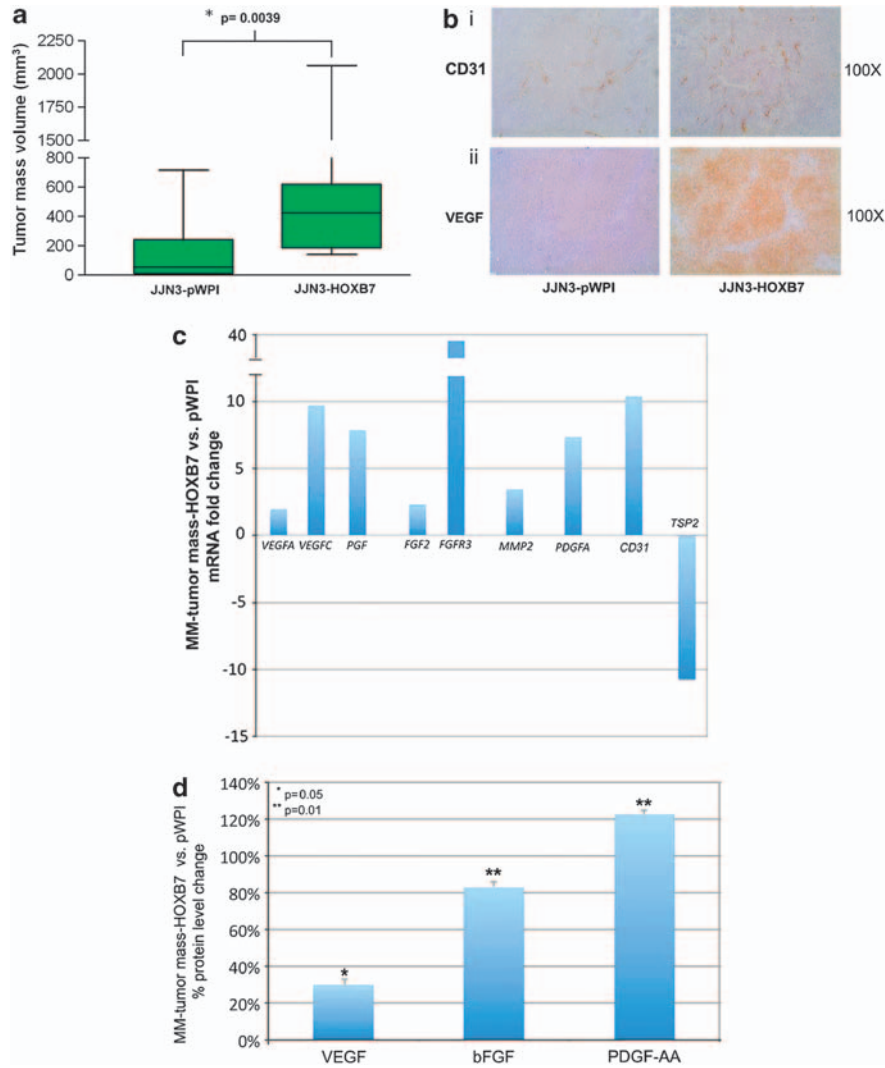 a
* p= 0.0039
Tumor mass volume (mm³)
2250
2000
1750
1500
800
600
400
200
0
JJN3-pWPI
JJN3-HOXB7
b
i
CD31
100X
ii
VEGF
100X
JJN3-pWPI
JJN3-HOXB7
c
MM-tumor mass-HOXB7 vs. pWPI
mRNA fold change
40
10
5
0
-5
-10
-15
VEGFA
VEGFC
PGF
FGF2
FGFR3
MMP2
PDGFA
CD31
TSP2
d
MM-tumor mass-HOXB7 vs. pWPI
% protein level change
* p=0.05
** p=0.01
140%
120%
100%
80%
60%
40%
20%
0%
*
**
**
VEGF
bFGF
PDGF-AA